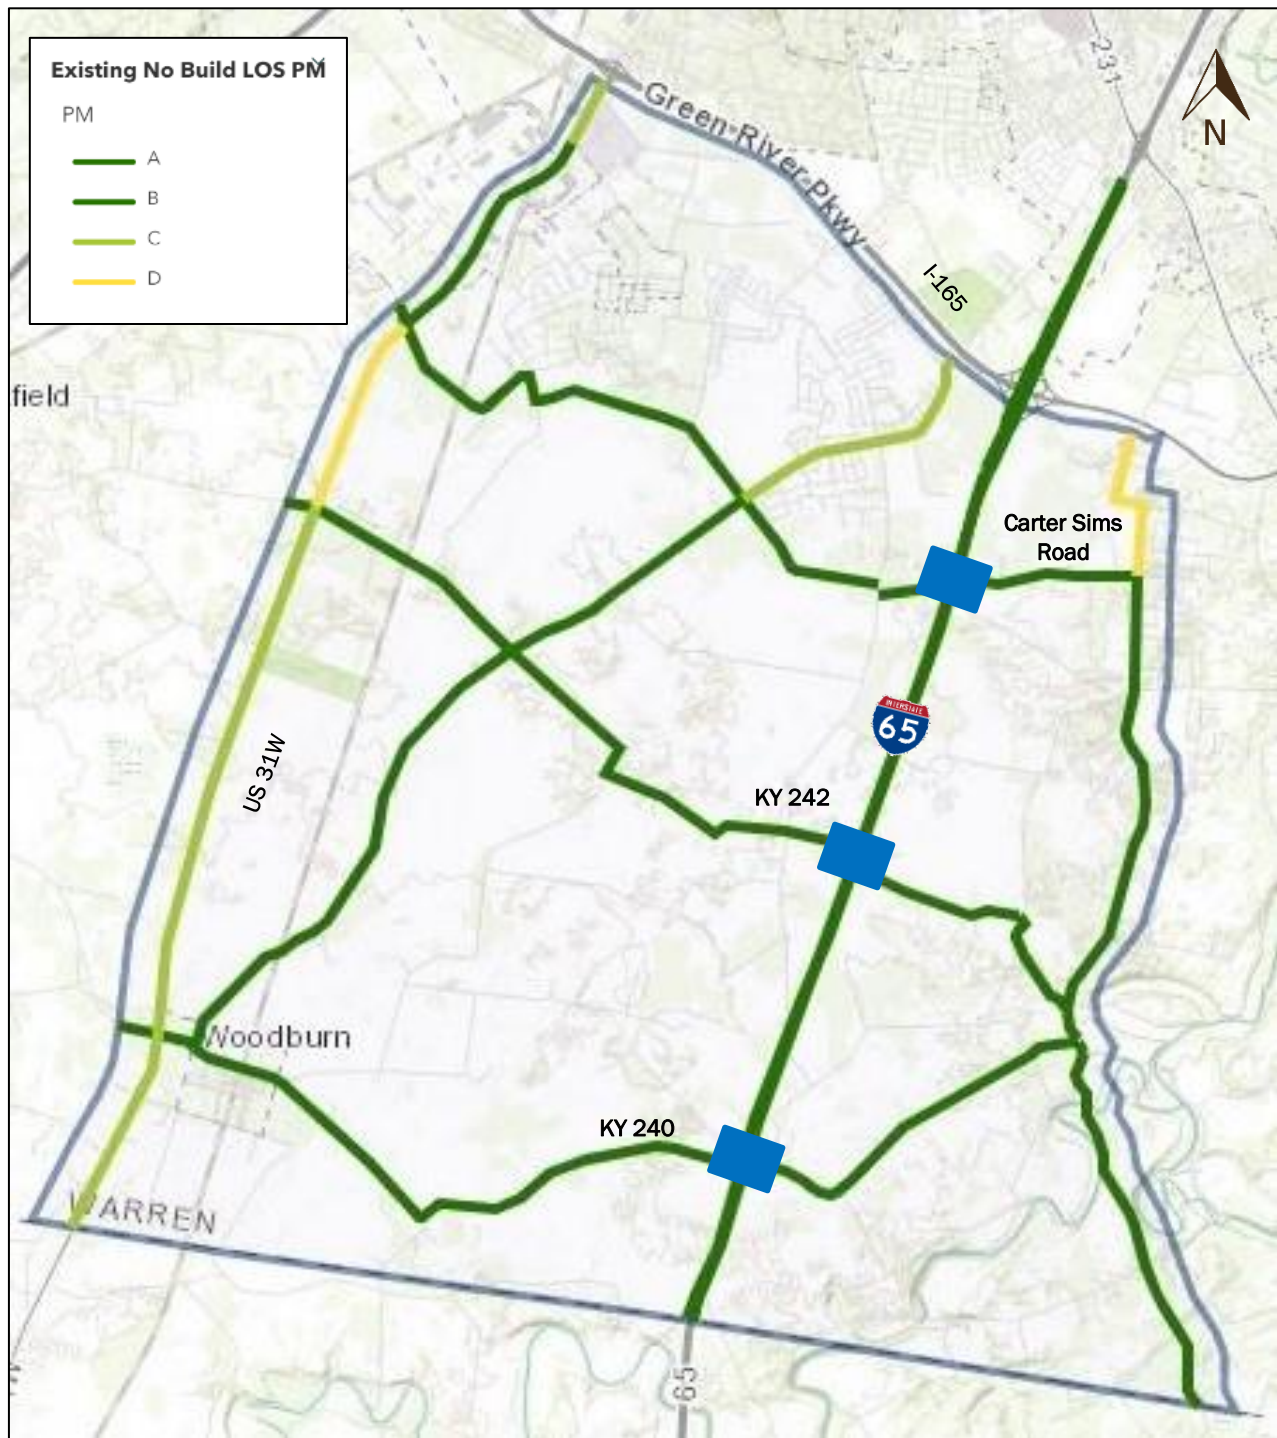 Existing No Build LOS PM
PM
A
B
C
D
231
N
Green-River-Pkwy
I-165
field
Carter Sims
Road
INTERSTATE
65
US 31W
KY 242
Woodburn
KY 240
WARREN
65